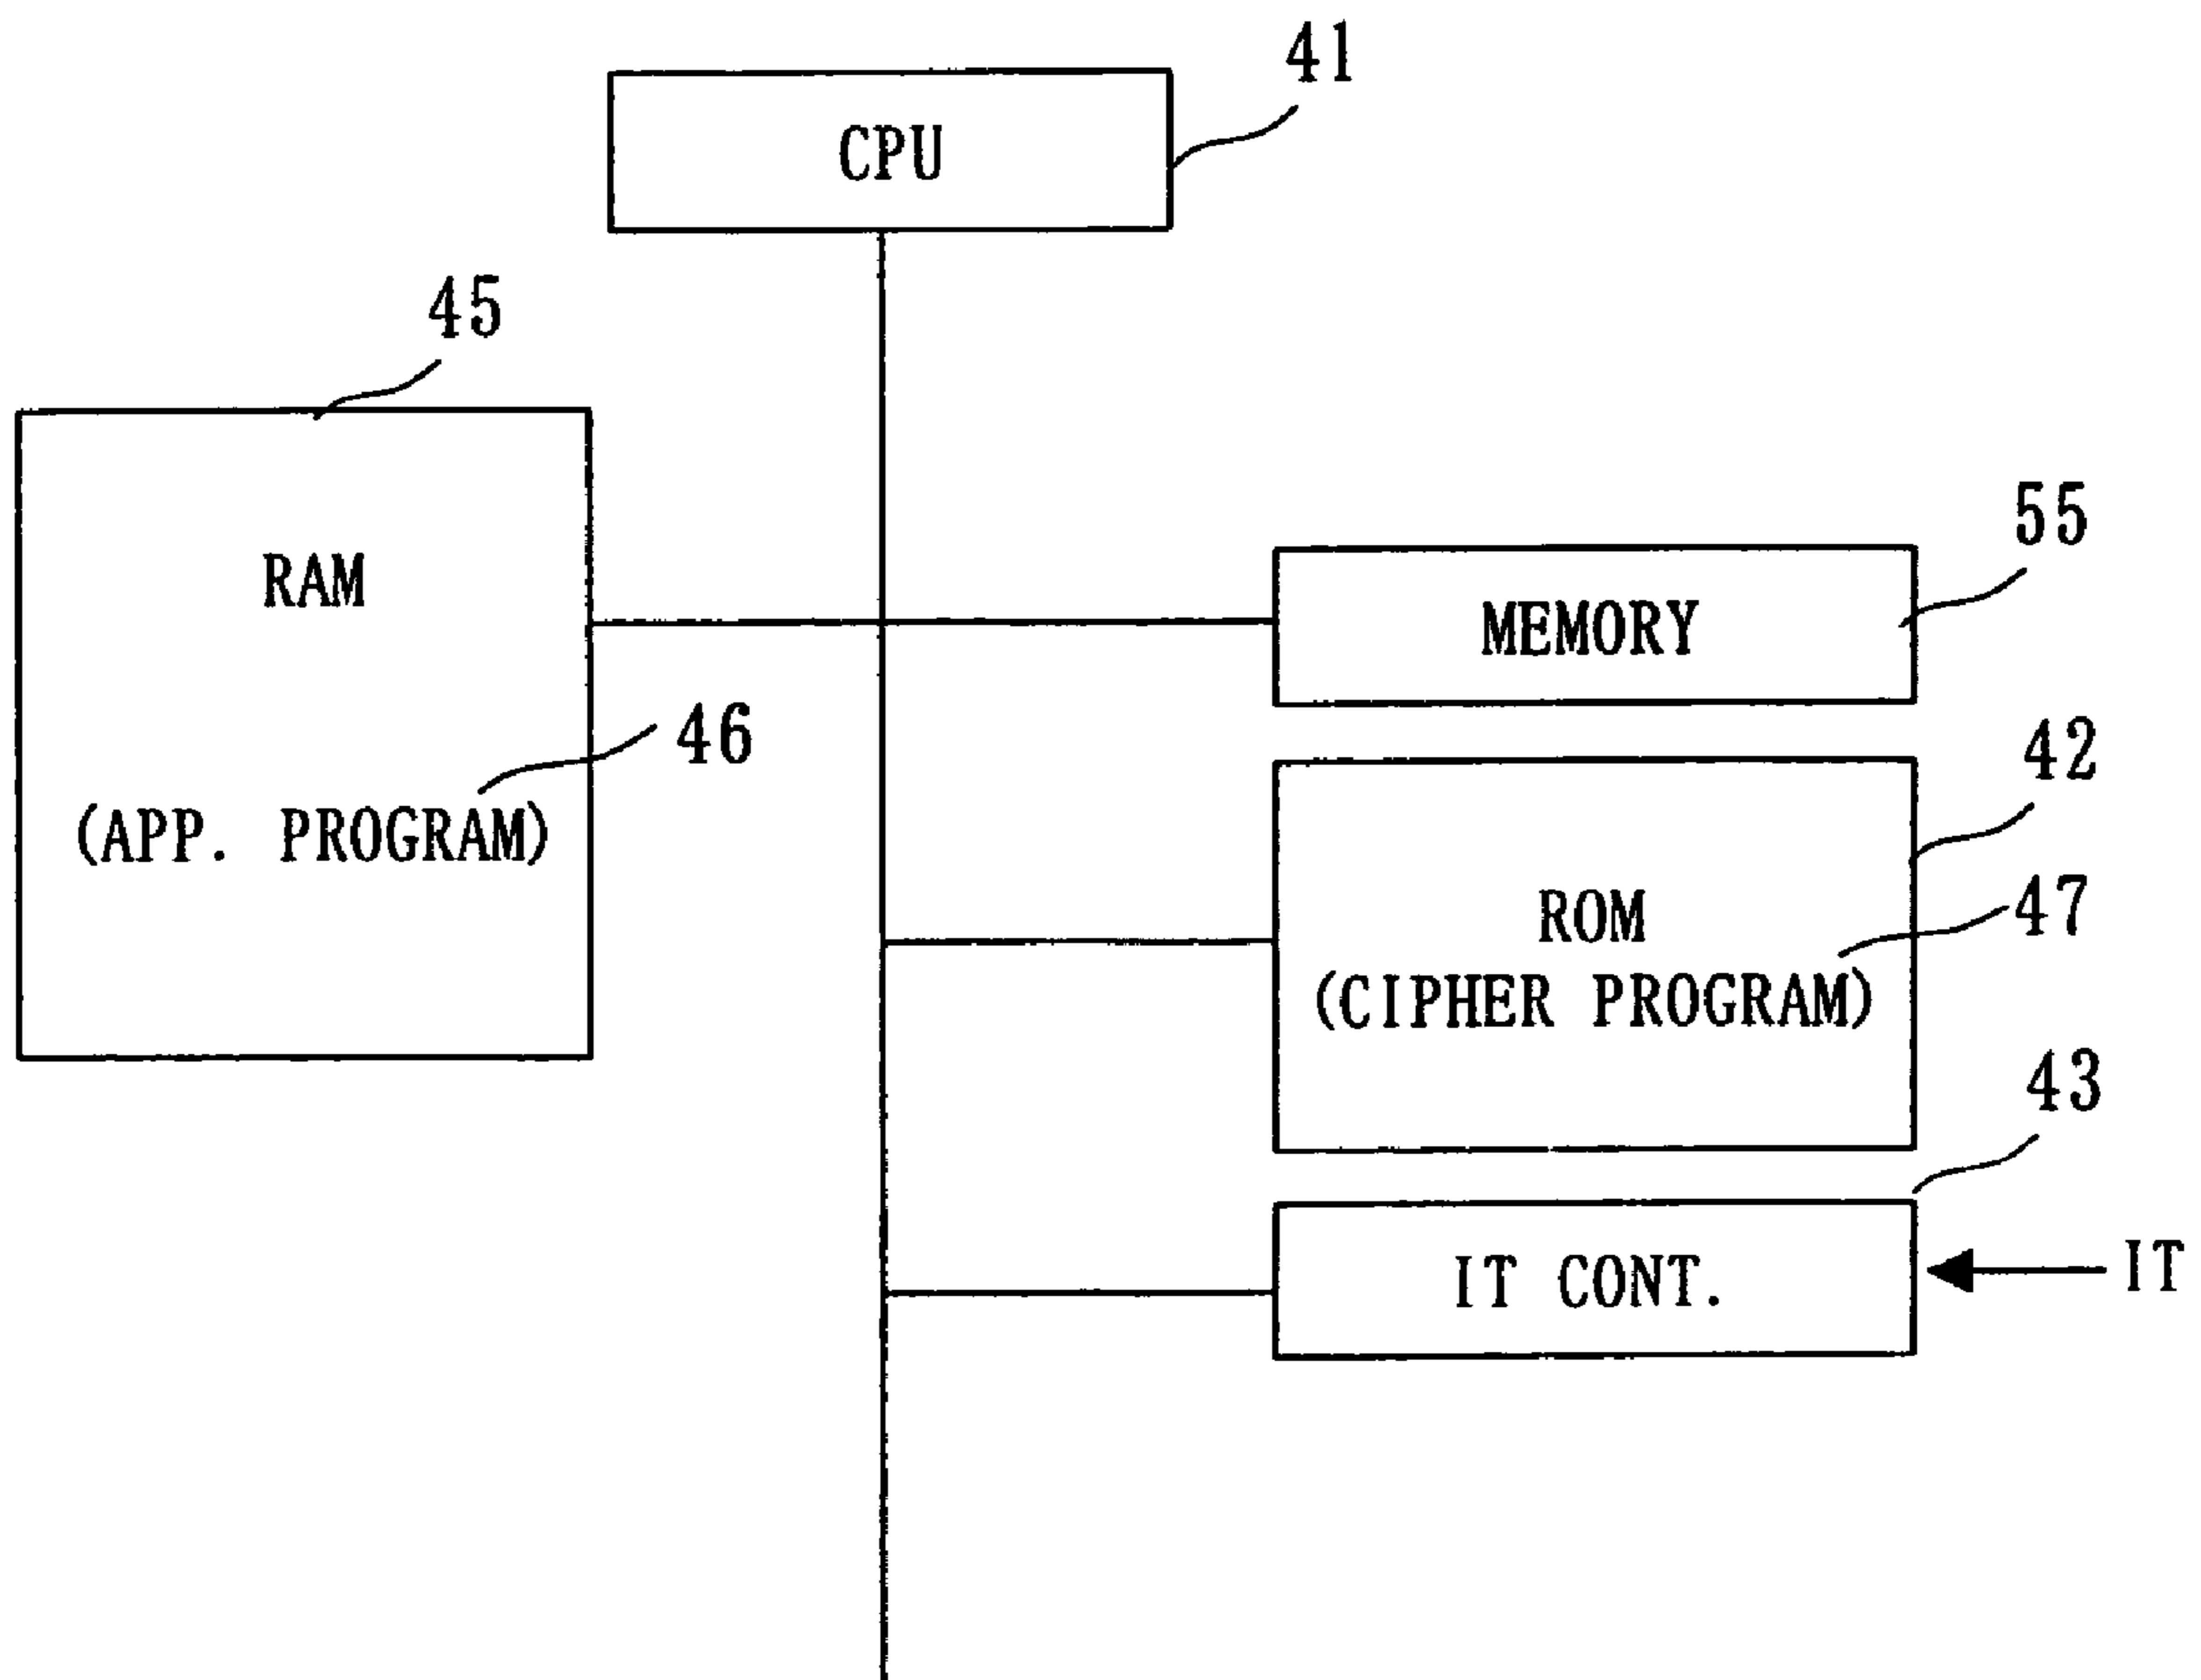 41
CPU
45
RAM
55
MEMORY
46
(APP. PROGRAM)
42
ROM
47
(CIPHER PROGRAM)
43
IT CONT.
IT